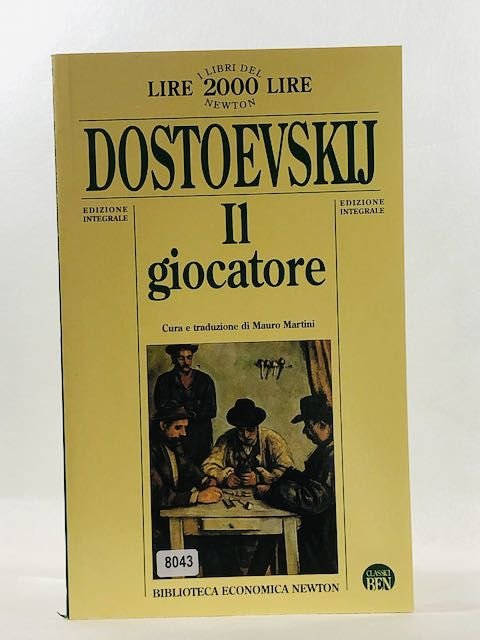 I LIBRI DEL
LIRE 2000 LIRE
NEWTON
DOSTOEVSKIJ
EDIZIONE
INTEGRALE
EDIZIONE
INTEGRALE
Il
giocatore
Cura e traduzione di Mauro Martini
8043
BIBLIOTECA ECONOMICA NEWTON
CLASSICI
BEN